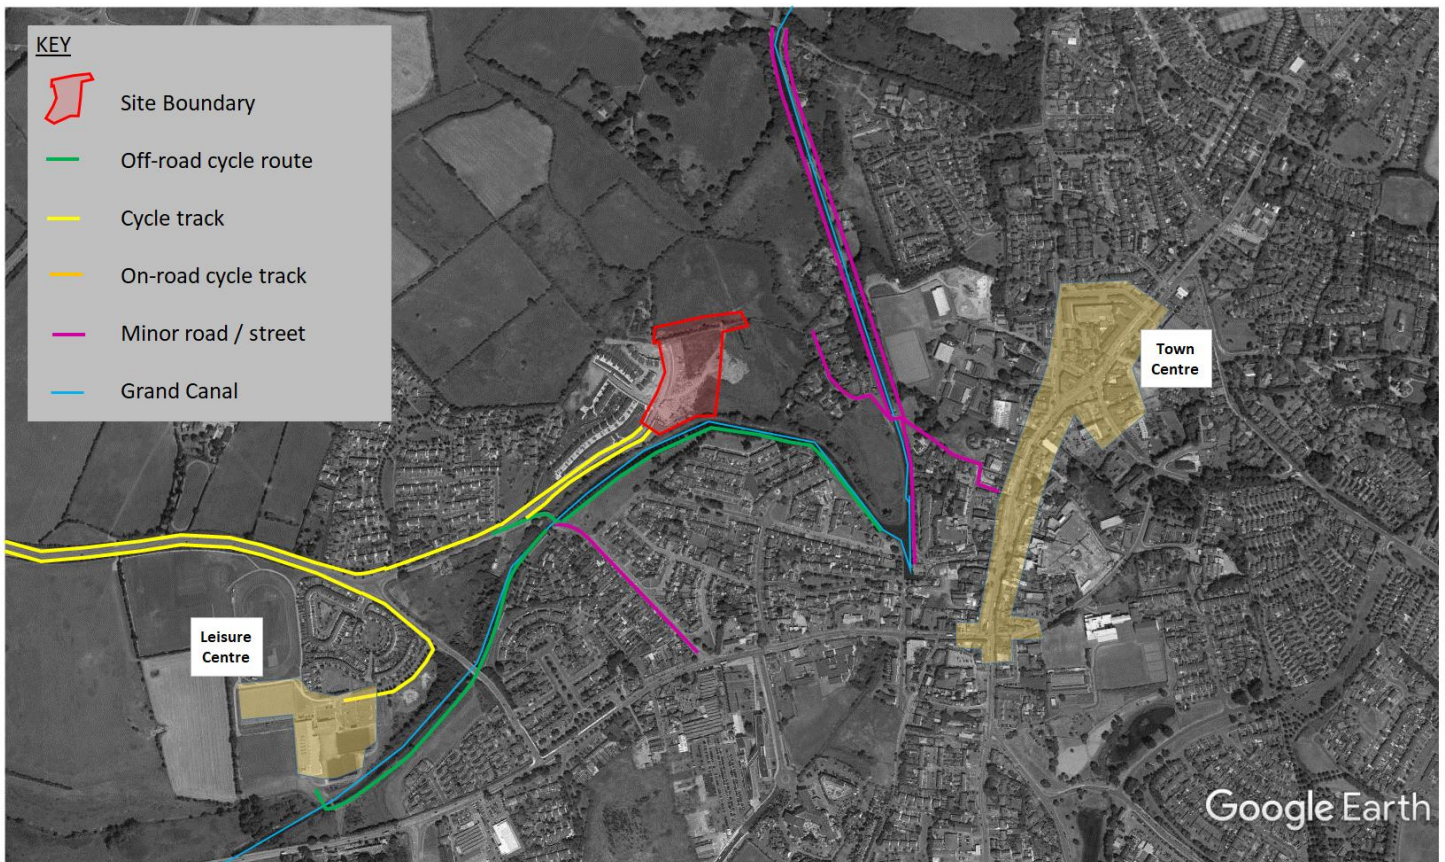 KEY
Site Boundary
Off-road cycle route
Cycle track
On-road cycle track
Minor road / street
Grand Canal
Town
Centre
Leisure
Centre
Google Earth